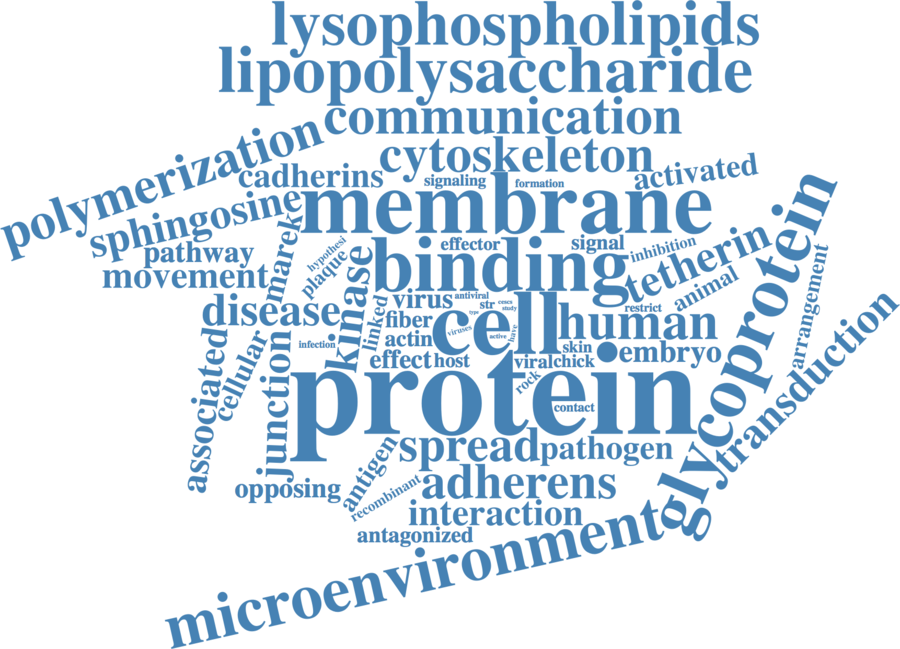 lysophospholipids
lipopolysaccharide
communication
polymerization
cytoskeleton
cadherins
signaling
formation
activated
membrane
sphingosine
marek
pathway
hypothesi
effector
signal
inhibition
tetherin
glycoprotein
movement
plaque
kinase
binding
animal
arrangement
disease
linked
virus
antiviral
str
cesex
study
restrict
transduction
fiber
type
cell
human
viruses
active
have
actin
associated
cellular
junction
infection
effect
host
viral
chick
skin
embryo
rock
protein
contact
spread
pathogen
antigen
opposing
recombinant
adherens
interaction
antagonized
microenvironment